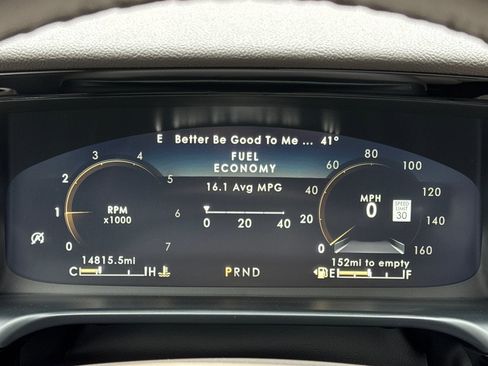 E Better Be Good To Me ... 41°
FUEL
ECONOMY
16.1 Avg MPG
0 20 40
0 1 2 3 4 5 6 7
RPM
x1000
0 20 40 60 80 100 120 140 160
MPH
0
SPEED
LIMIT
30
14815.5mi
C H
PRND
152mi to empty
E F